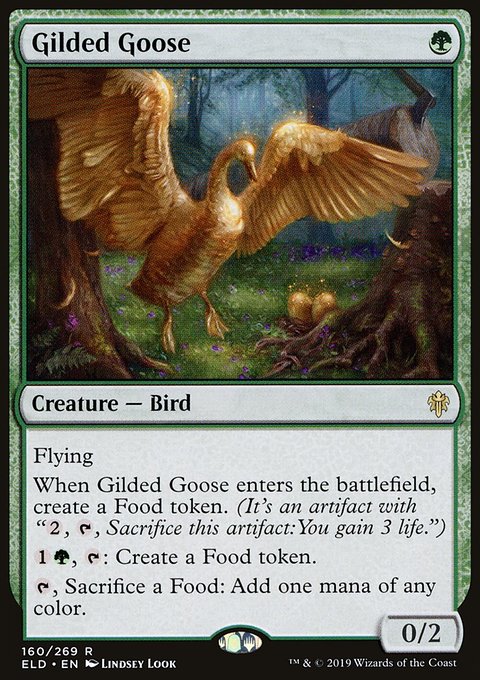 Gilded Goose
Creature — Bird
Flying
When Gilded Goose enters the battlefield,
create a Food token. (It's an artifact with
"2, , Sacrifice this artifact: You gain 3 life.")
1 , : Create a Food token.
, Sacrifice a Food: Add one mana of any
color.
0/2
160/269 R
ELD • EN Lindsey Look
™ & © 2019 Wizards of the Coast